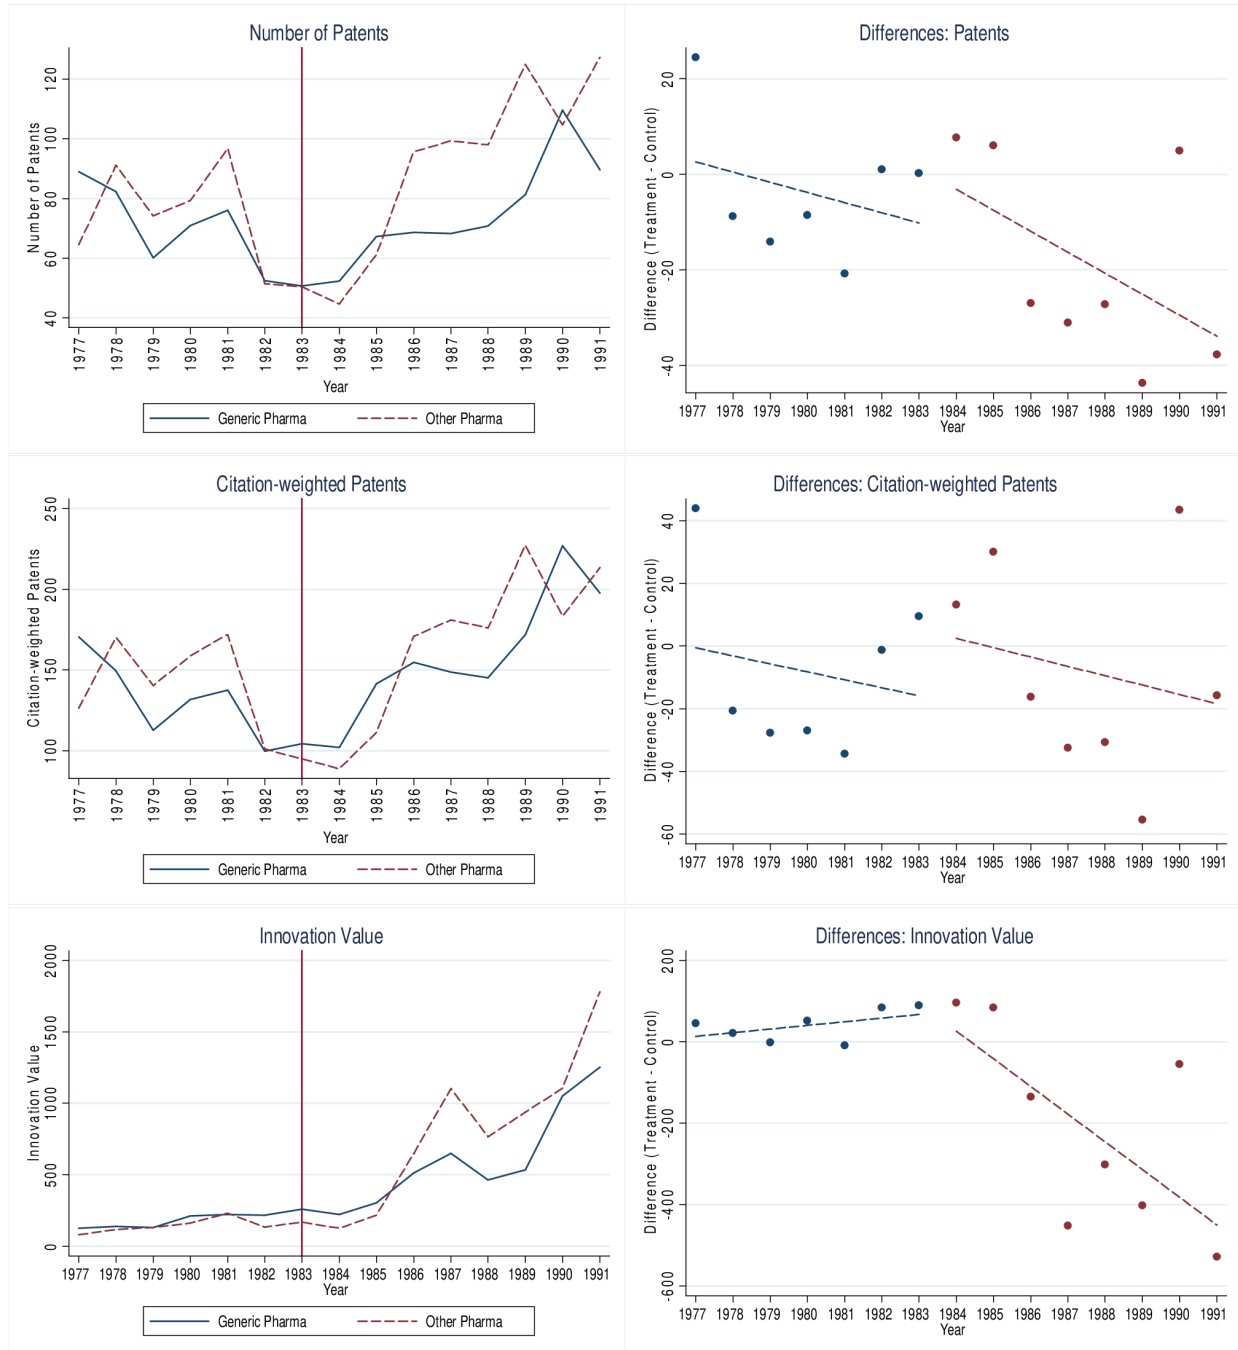 Number of Patents
Number of Patents
120
100
80
60
40
1977 1978 1979 1980 1981 1982 1983 1984 1985 1986 1987 1988 1989 1990 1991
Year
Generic Pharma Other Pharma
Differences: Patents
Difference (Treatment - Control)
20
0
-20
-40
1977 1978 1979 1980 1981 1982 1983 1984 1985 1986 1987 1988 1989 1990 1991
Year
Citation-weighted Patents
Citation-weighted Patents
250
200
150
100
1977 1978 1979 1980 1981 1982 1983 1984 1985 1986 1987 1988 1989 1990 1991
Year
Generic Pharma Other Pharma
Differences: Citation-weighted Patents
Difference (Treatment - Control)
40
20
0
-20
-40
-60
1977 1978 1979 1980 1981 1982 1983 1984 1985 1986 1987 1988 1989 1990 1991
Year
Innovation Value
Innovation Value
2000
1500
1000
500
0
1977 1978 1979 1980 1981 1982 1983 1984 1985 1986 1987 1988 1989 1990 1991
Year
Generic Pharma Other Pharma
Differences: Innovation Value
Difference (Treatment - Control)
200
0
-200
-400
-600
1977 1978 1979 1980 1981 1982 1983 1984 1985 1986 1987 1988 1989 1990 1991
Year